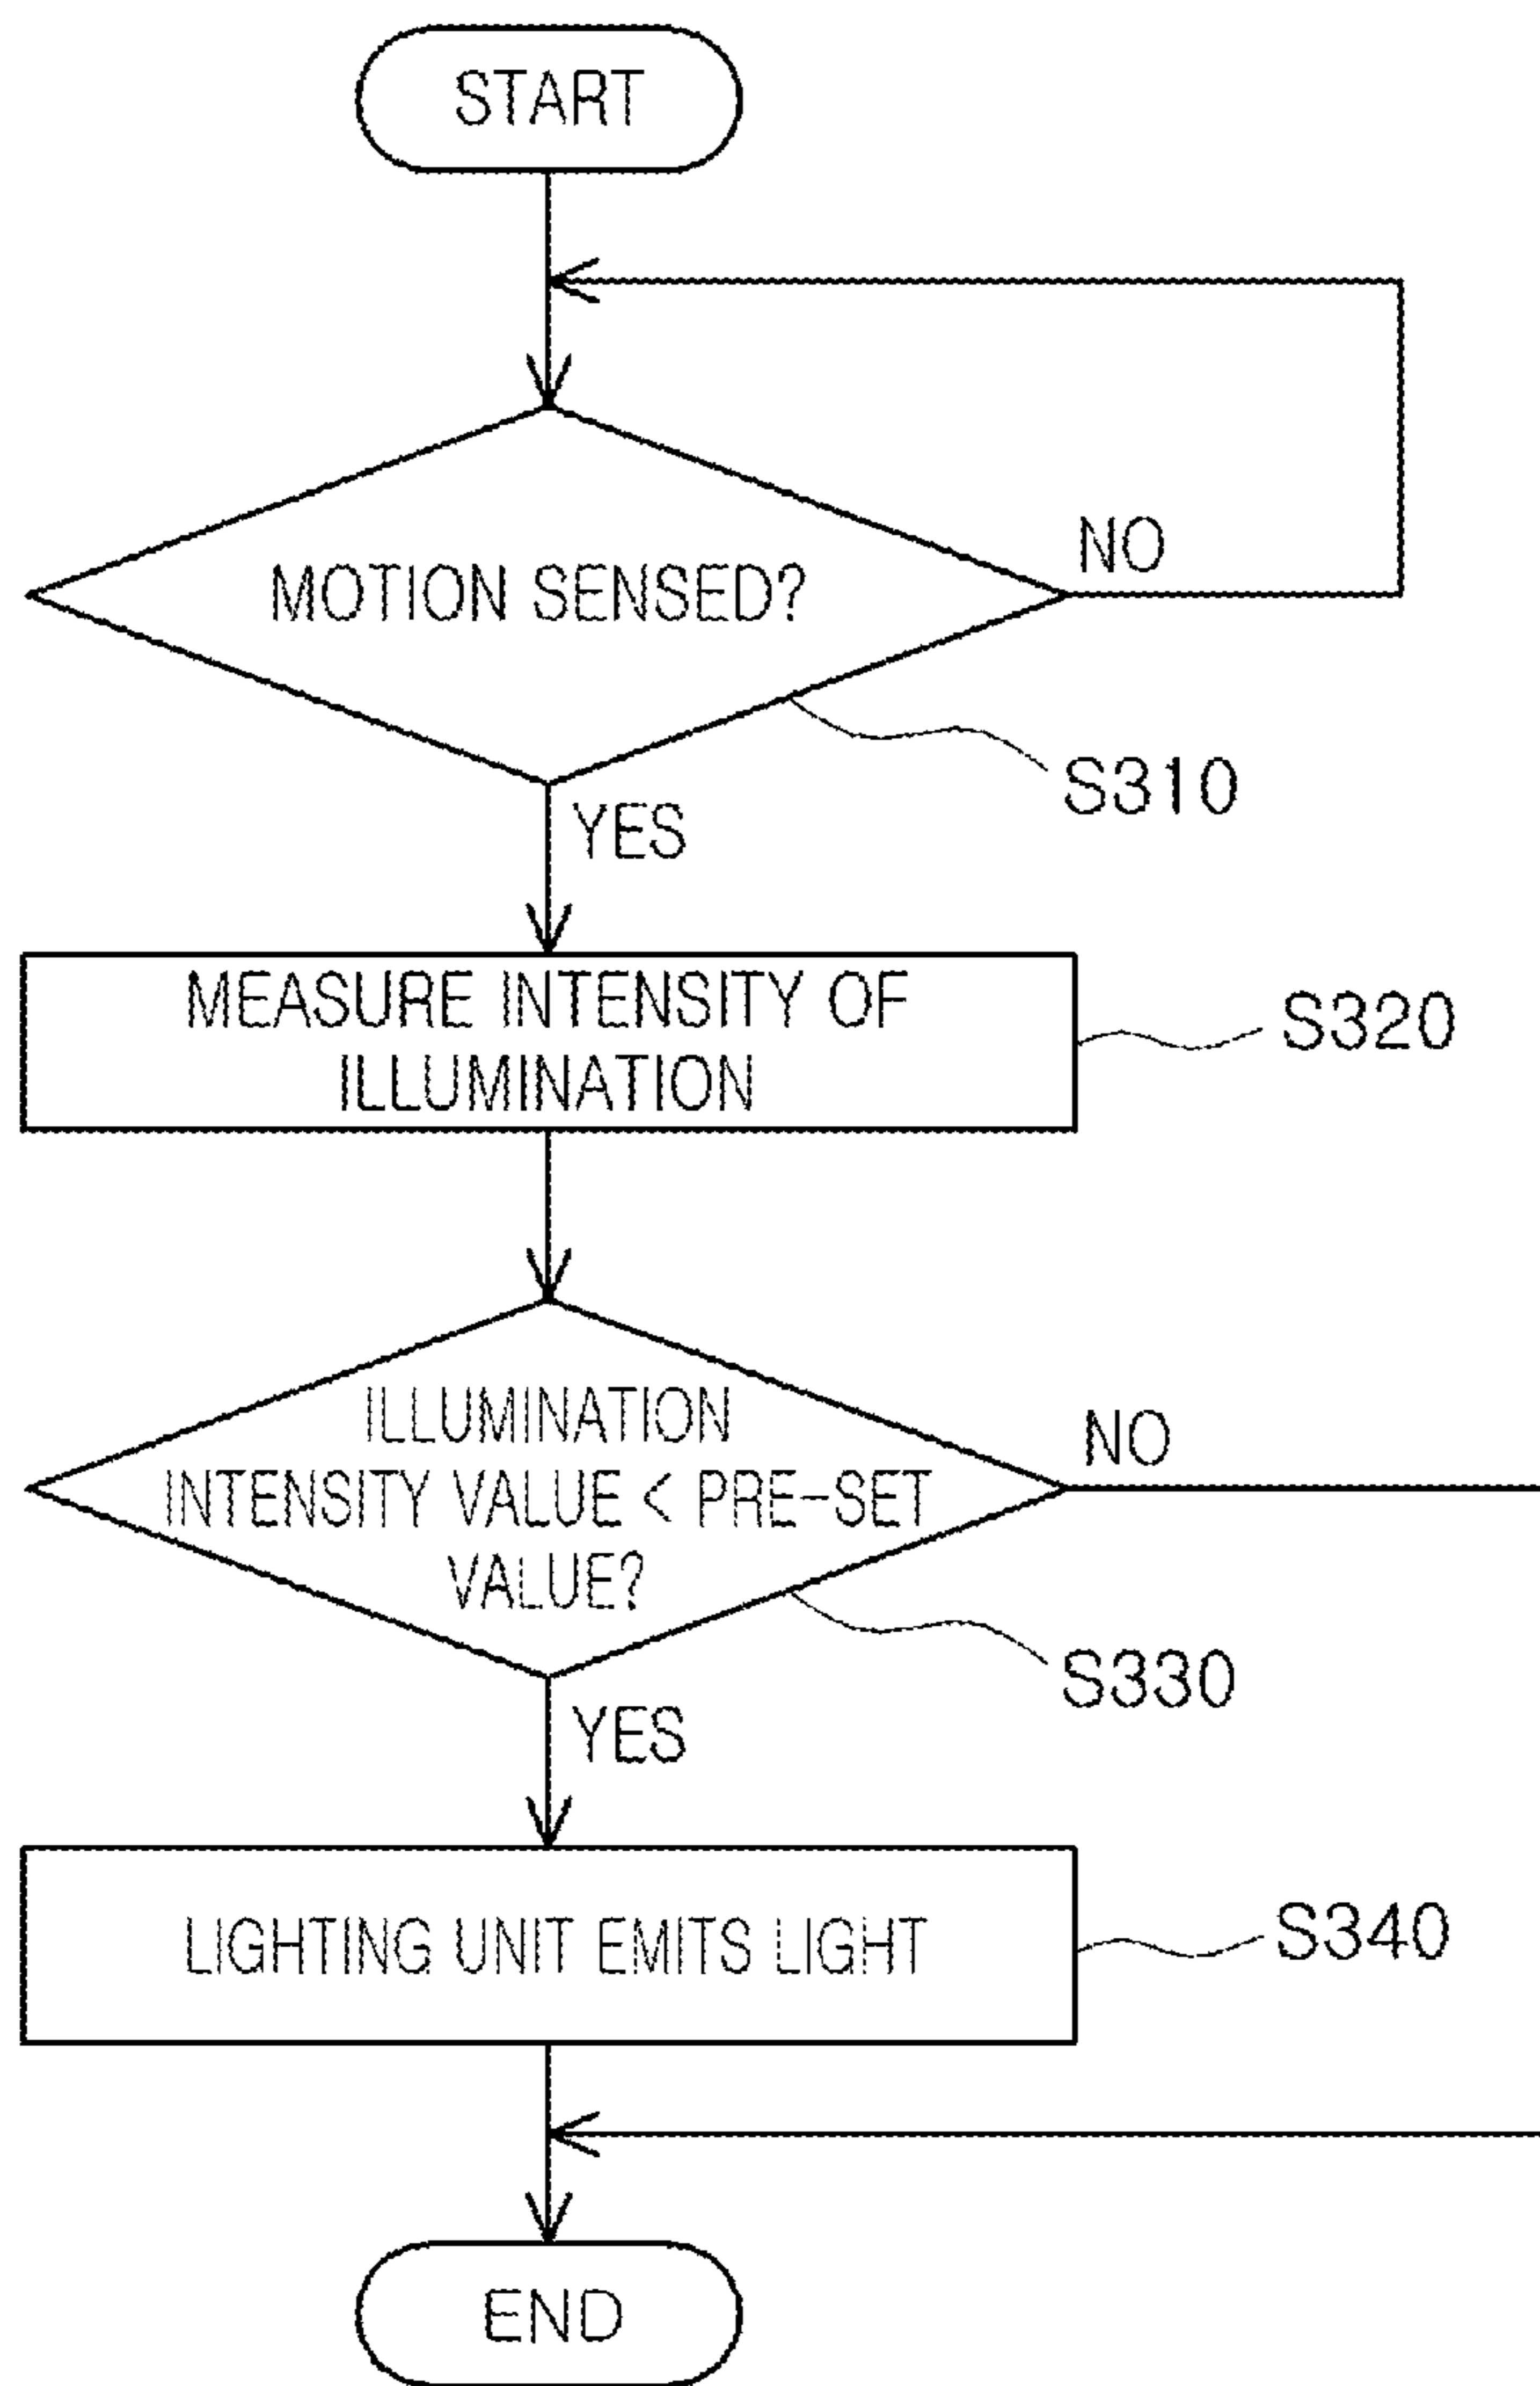 START
MOTION SENSED?
NO
S310
YES
MEASURE INTENSITY OF
ILLUMINATION
S320
ILLUMINATION
INTENSITY VALUE < PRE-SET
VALUE?
NO
S330
YES
LIGHTING UNIT EMITS LIGHT
S340
END